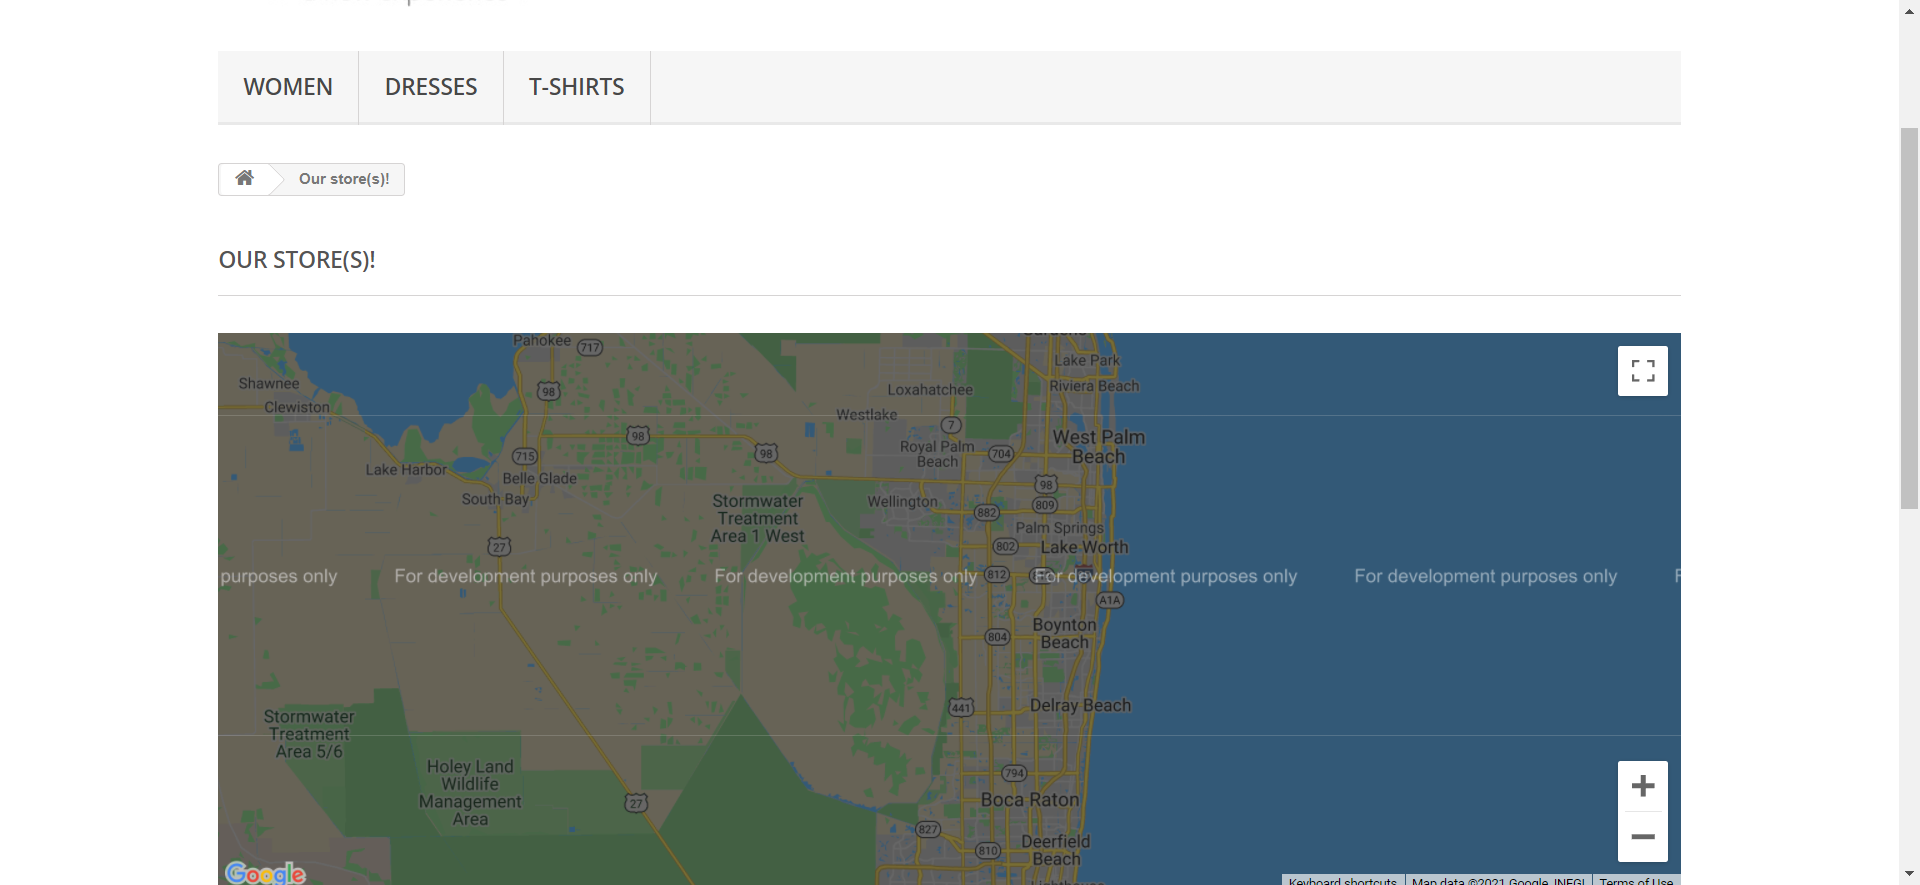 WOMEN
DRESSES
T-SHIRTS
Our store(s)!
OUR STORE(S)!
Pahokee
717
Lake Park
Shawnee
98
Loxahatchee
Riviera Beach
Clewiston
Westlake
7
98
West Palm
Beach
Royal Palm
Beach
704
98
715
Lake Harbor
Belle Glade
98
South Bay
Stormwater
Treatment
Area 1 West
Wellington
882
809
Palm Springs
27
802
Lake Worth
purposes only
For development purposes only
For development purposes only
812
For development purposes only
For development purposes only
A1A
Boynton
Beach
804
441
Delray Beach
Stormwater
Treatment
Area 5/6
Holey Land
Wildlife
Management
Area
794
27
Boca Raton
827
Deerfield
Beach
810
Google
Keyboard shortcuts
Map data ©2021 Google, INEGI
Terms of Use